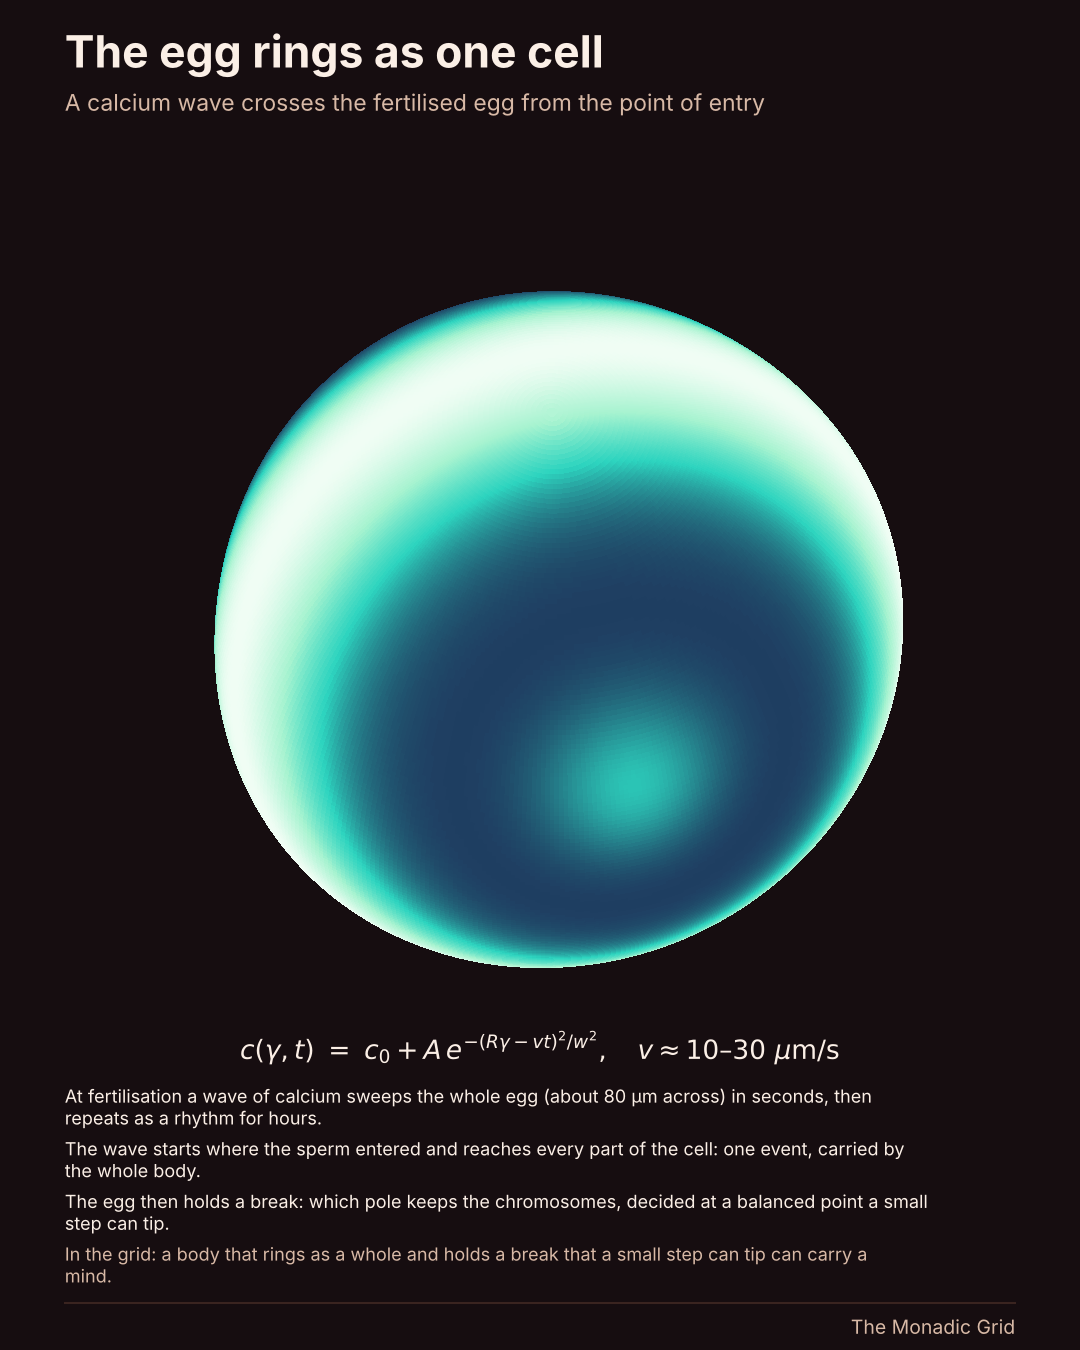 The egg rings as one cell
A calcium wave crosses the fertilised egg from the point of entry
c(γ, t) = c₀ + A e^{−(Rγ − vt)²/w²},   v ≈ 10–30 μm/s
At fertilisation a wave of calcium sweeps the whole egg (about 80 µm across) in seconds, then
repeats as a rhythm for hours.
The wave starts where the sperm entered and reaches every part of the cell: one event, carried by
the whole body.
The egg then holds a break: which pole keeps the chromosomes, decided at a balanced point a small
step can tip.
In the grid: a body that rings as a whole and holds a break that a small step can tip can carry a
mind.
The Monadic Grid